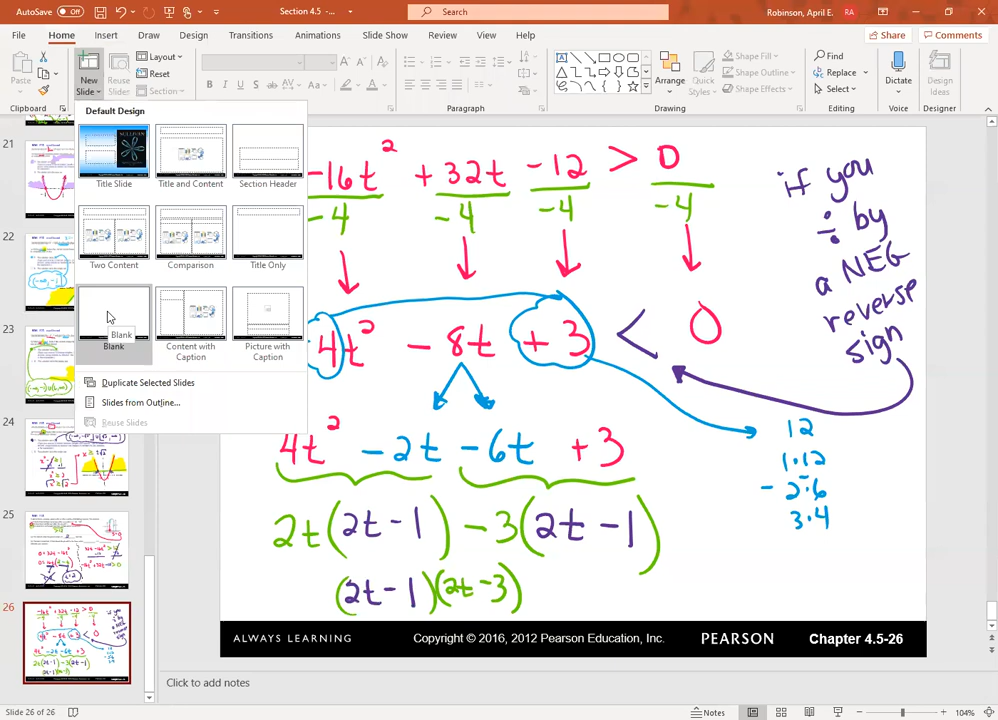 AutoSave Off
Section 4.5 -
Search
Robinson, April E.
RA
File
Home
Insert
Draw
Design
Transitions
Animations
Slide Show
Review
View
Help
Share
Comments
Paste
New
Slide
Reuse
Slides
Layout
Reset
Section
B I U S ab AV Aa A
Arrange
Quick
Styles
Shape Fill
Shape Outline
Shape Effects
Find
Replace
Select
Dictate
Design
Ideas
Clipboard
Paragraph
Drawing
Editing
Voice
Designer
Default Design
Title Slide
Title and Content
Section Header
Two Content
Comparison
Title Only
Blank
Blank
Content with
Caption
Picture with
Caption
Duplicate Selected Slides
Slides from Outline...
Reuse Slides
21
22
23
24
25
26
-16t² +32t -12 > 0
-4 -4 -4 -4
4t² - 8t + 3 < 0
if you
÷ by
a NEG
reverse
sign
4t² -2t -6t +3
12
1·12
- 2·6
3·4
2t(2t-1) -3(2t-1)
(2t-1)(2t-3)
ALWAYS LEARNING
Copyright © 2016, 2012 Pearson Education, Inc.
PEARSON
Chapter 4.5-26
Click to add notes
Slide 26 of 26
Notes
104%